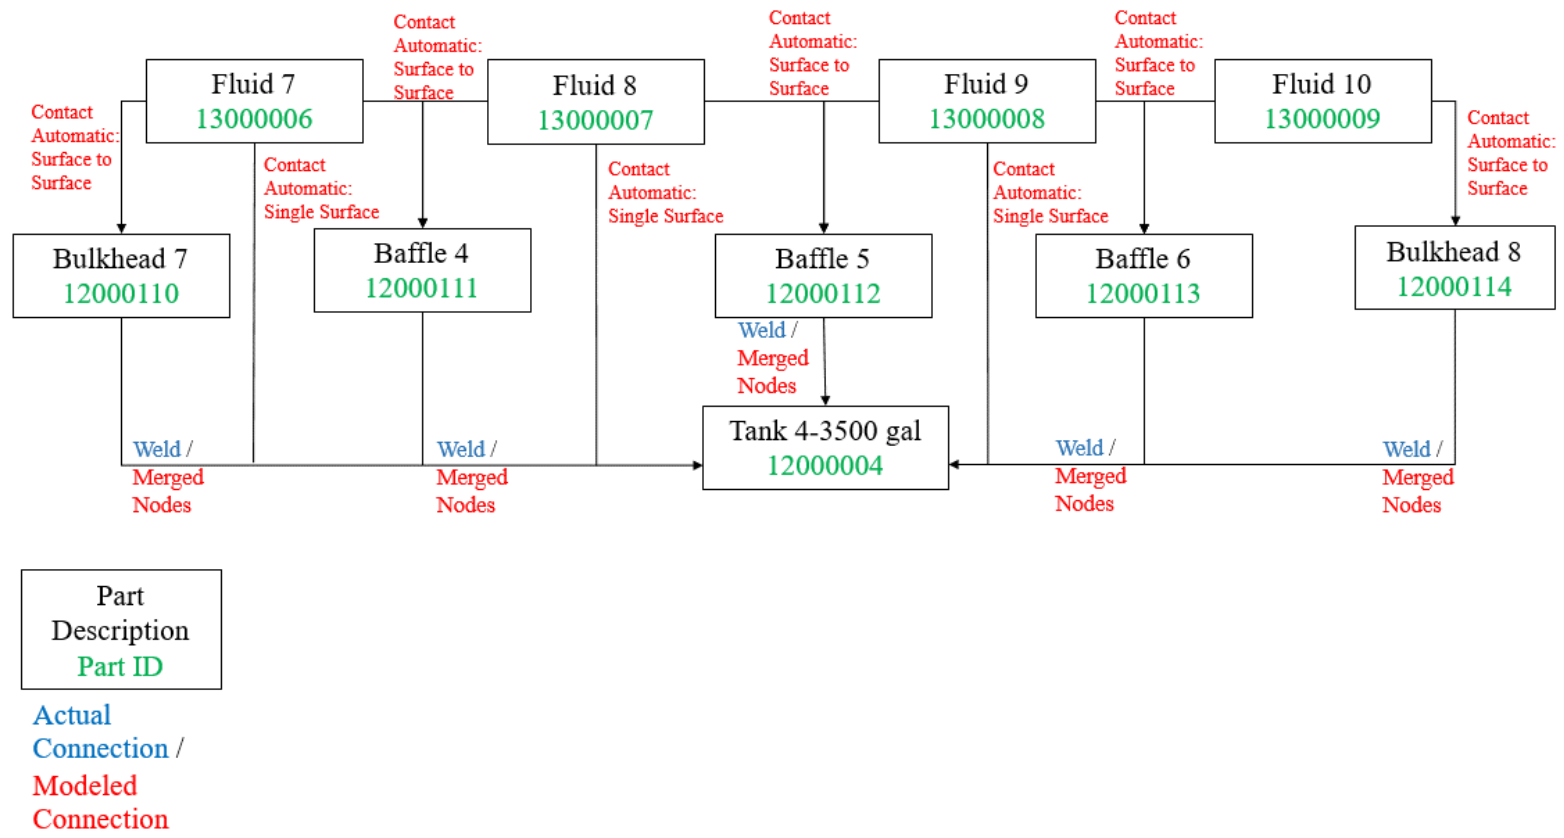 Contact
Automatic:
Surface to
Surface
Contact
Automatic:
Surface to
Surface
Contact
Automatic:
Surface to
Surface
Fluid 7
13000006
Fluid 8
13000007
Fluid 9
13000008
Fluid 10
13000009
Contact
Automatic:
Surface to
Surface
Contact
Automatic:
Single Surface
Contact
Automatic:
Single Surface
Contact
Automatic:
Single Surface
Contact
Automatic:
Surface to
Surface
Bulkhead 7
12000110
Baffle 4
12000111
Baffle 5
12000112
Baffle 6
12000113
Bulkhead 8
12000114
Weld /
Merged
Nodes
Tank 4-3500 gal
12000004
Weld /
Merged
Nodes
Weld /
Merged
Nodes
Weld /
Merged
Nodes
Weld /
Merged
Nodes
Part
Description
Part ID
Actual
Connection /
Modeled
Connection